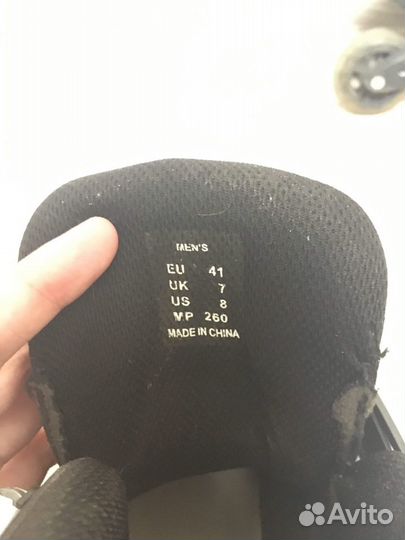 MEN'S
EU 41
UK 7
US 8
MP 260
MADE IN CHINA
Avito